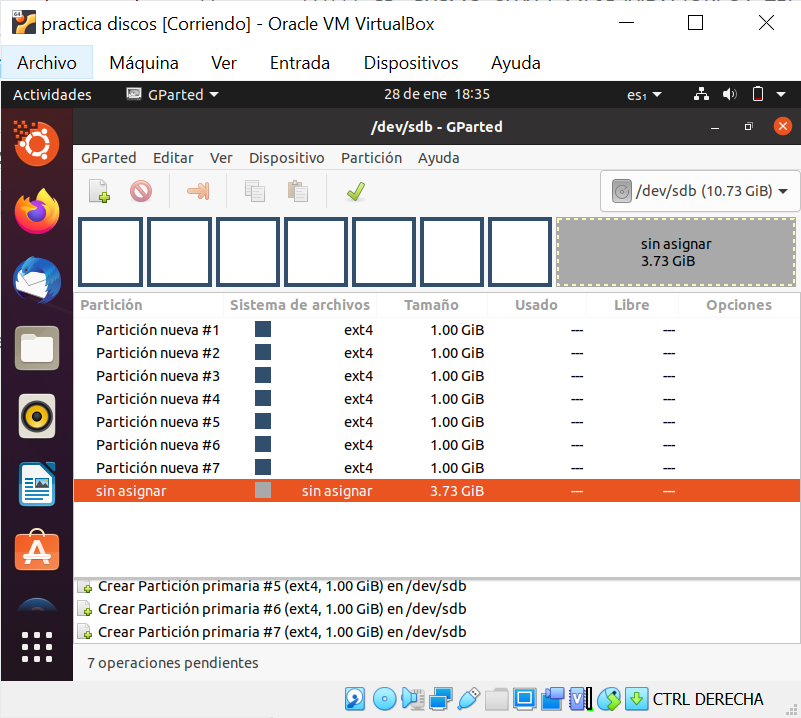 practica discos [Corriendo] - Oracle VM VirtualBox
Archivo Máquina Ver Entrada Dispositivos Ayuda
Actividades GParted 28 de ene 18:35 es₁
/dev/sdb - GParted
GParted Editar Ver Dispositivo Partición Ayuda
/dev/sdb (10.73 GiB)
sin asignar
3.73 GiB
Partición Sistema de archivos Tamaño Usado Libre Opciones
Partición nueva #1 ext4 1.00 GiB --- ---
Partición nueva #2 ext4 1.00 GiB --- ---
Partición nueva #3 ext4 1.00 GiB --- ---
Partición nueva #4 ext4 1.00 GiB --- ---
Partición nueva #5 ext4 1.00 GiB --- ---
Partición nueva #6 ext4 1.00 GiB --- ---
Partición nueva #7 ext4 1.00 GiB --- ---
sin asignar sin asignar 3.73 GiB --- ---
Crear Partición primaria #5 (ext4, 1.00 GiB) en /dev/sdb
Crear Partición primaria #6 (ext4, 1.00 GiB) en /dev/sdb
Crear Partición primaria #7 (ext4, 1.00 GiB) en /dev/sdb
7 operaciones pendientes
CTRL DERECHA